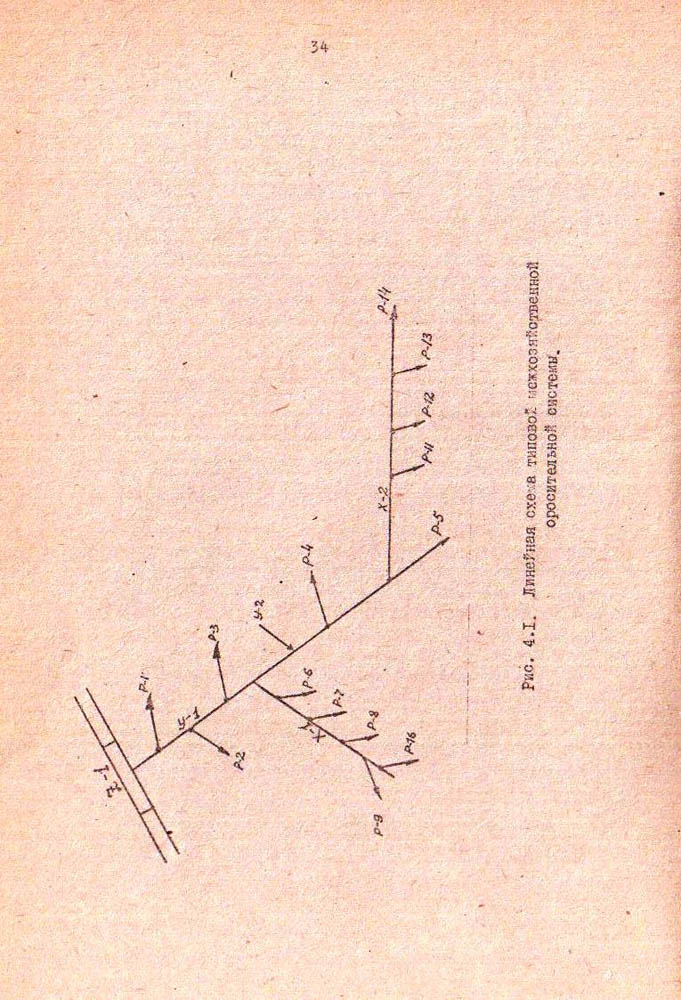 34
P-1
P-3
У-1
P-2
У-2
P-4
P-6
P-7
X-1
P-8
P-16
P-9
P-5
X-2
P-11
P-12
P-13
P-14
Рис. 4.1. Линейная схема типовой межхозяйственной
оросительной системы.